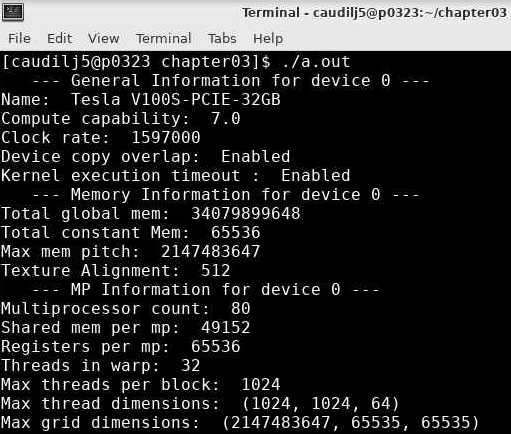 Terminal - caudilj5@p0323:~/chapter03
File Edit View Terminal Tabs Help
[caudilj5@p0323 chapter03]$ ./a.out
   --- General Information for device 0 ---
Name:  Tesla V100S-PCIE-32GB
Compute capability:  7.0
Clock rate:  1597000
Device copy overlap:  Enabled
Kernel execution timeout :  Enabled
   --- Memory Information for device 0 ---
Total global mem:  34079899648
Total constant Mem:  65536
Max mem pitch:  2147483647
Texture Alignment:  512
   --- MP Information for device 0 ---
Multiprocessor count:  80
Shared mem per mp:  49152
Registers per mp:  65536
Threads in warp:  32
Max threads per block:  1024
Max thread dimensions:  (1024, 1024, 64)
Max grid dimensions:  (2147483647, 65535, 65535)